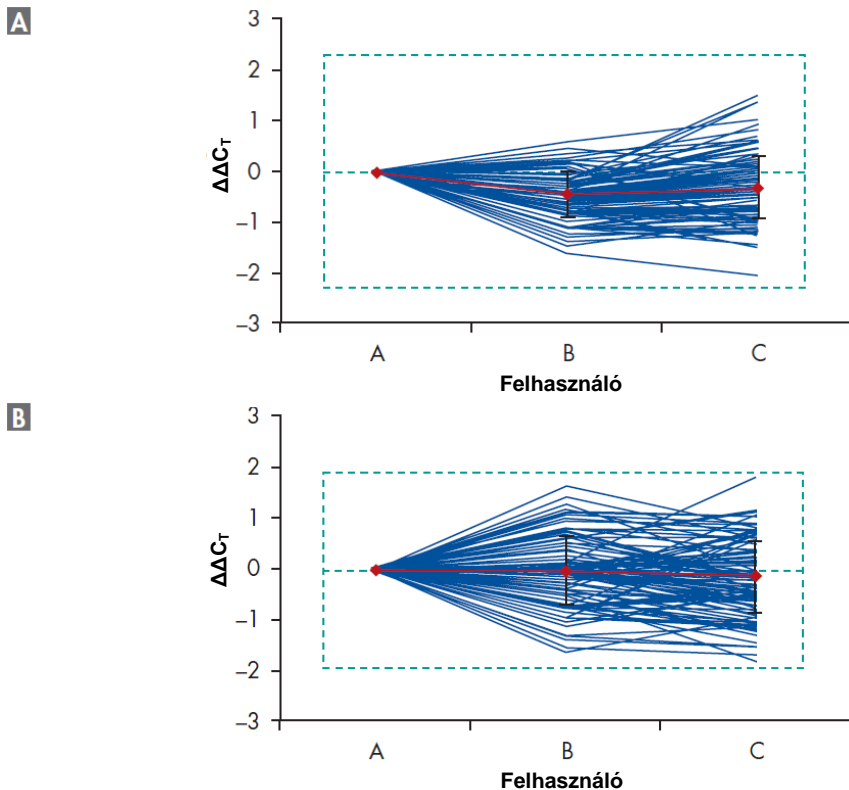 A
3
2
1
0
–1
–2
–3
ΔΔCT
A B C
Felhasználó
B
3
2
1
0
–1
–2
–3
ΔΔCT
A B C
Felhasználó